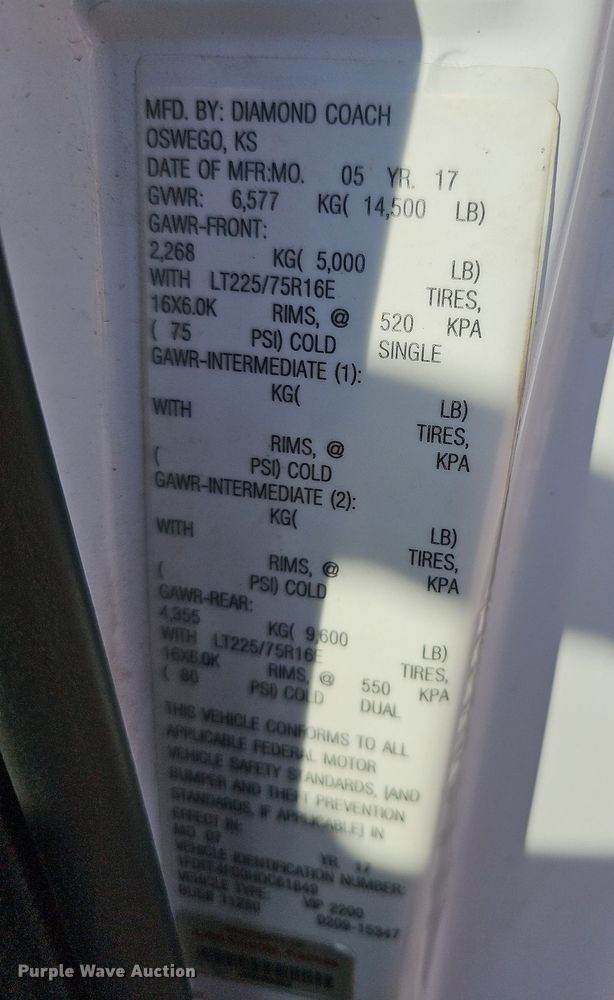 MFD. BY: DIAMOND COACH
OSWEGO, KS
DATE OF MFR:MO. 05 YR. 17
GVWR: 6,577 KG( 14,500 LB)
GAWR-FRONT:
2,268 KG( 5,000 LB)
WITH LT225/75R16E TIRES,
16X6.0K RIMS, @ 520 KPA
( 75 PSI) COLD SINGLE
GAWR-INTERMEDIATE (1):
KG( LB)
WITH TIRES,
RIMS, @ KPA
( PSI) COLD
GAWR-INTERMEDIATE (2):
KG( LB)
WITH TIRES,
RIMS, @ KPA
( PSI) COLD
GAWR-REAR:
4,355 KG( 9,600 LB)
WITH LT225/75R16E TIRES,
16X6.0K RIMS, @ 550 KPA
( 80 PSI) COLD DUAL
THIS VEHICLE CONFORMS TO ALL
APPLICABLE FEDERAL MOTOR
VEHICLE SAFETY STANDARDS, [AND
BUMPER AND THEFT PREVENTION
STANDARDS, IF APPLICABLE] IN
EFFECT IN:
MO. YR. 17
VEHICLE IDENTIFICATION NUMBER:
VEHICLE TYPE: VIP 2200
BUS#
Purple Wave Auction